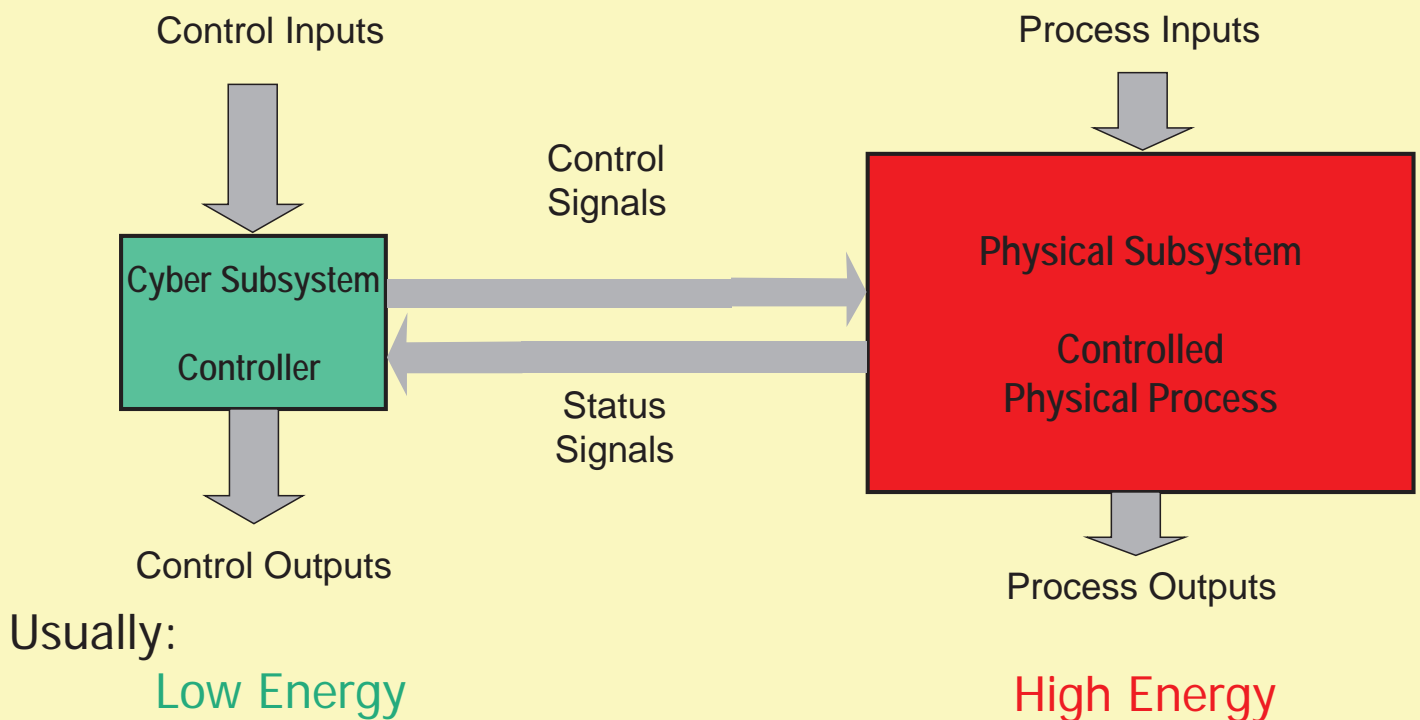 Control Inputs
Process Inputs
Control
Signals
Cyber Subsystem
Controller
Physical Subsystem
Controlled
Physical Process
Status
Signals
Control Outputs
Process Outputs
Usually:
Low Energy
High Energy